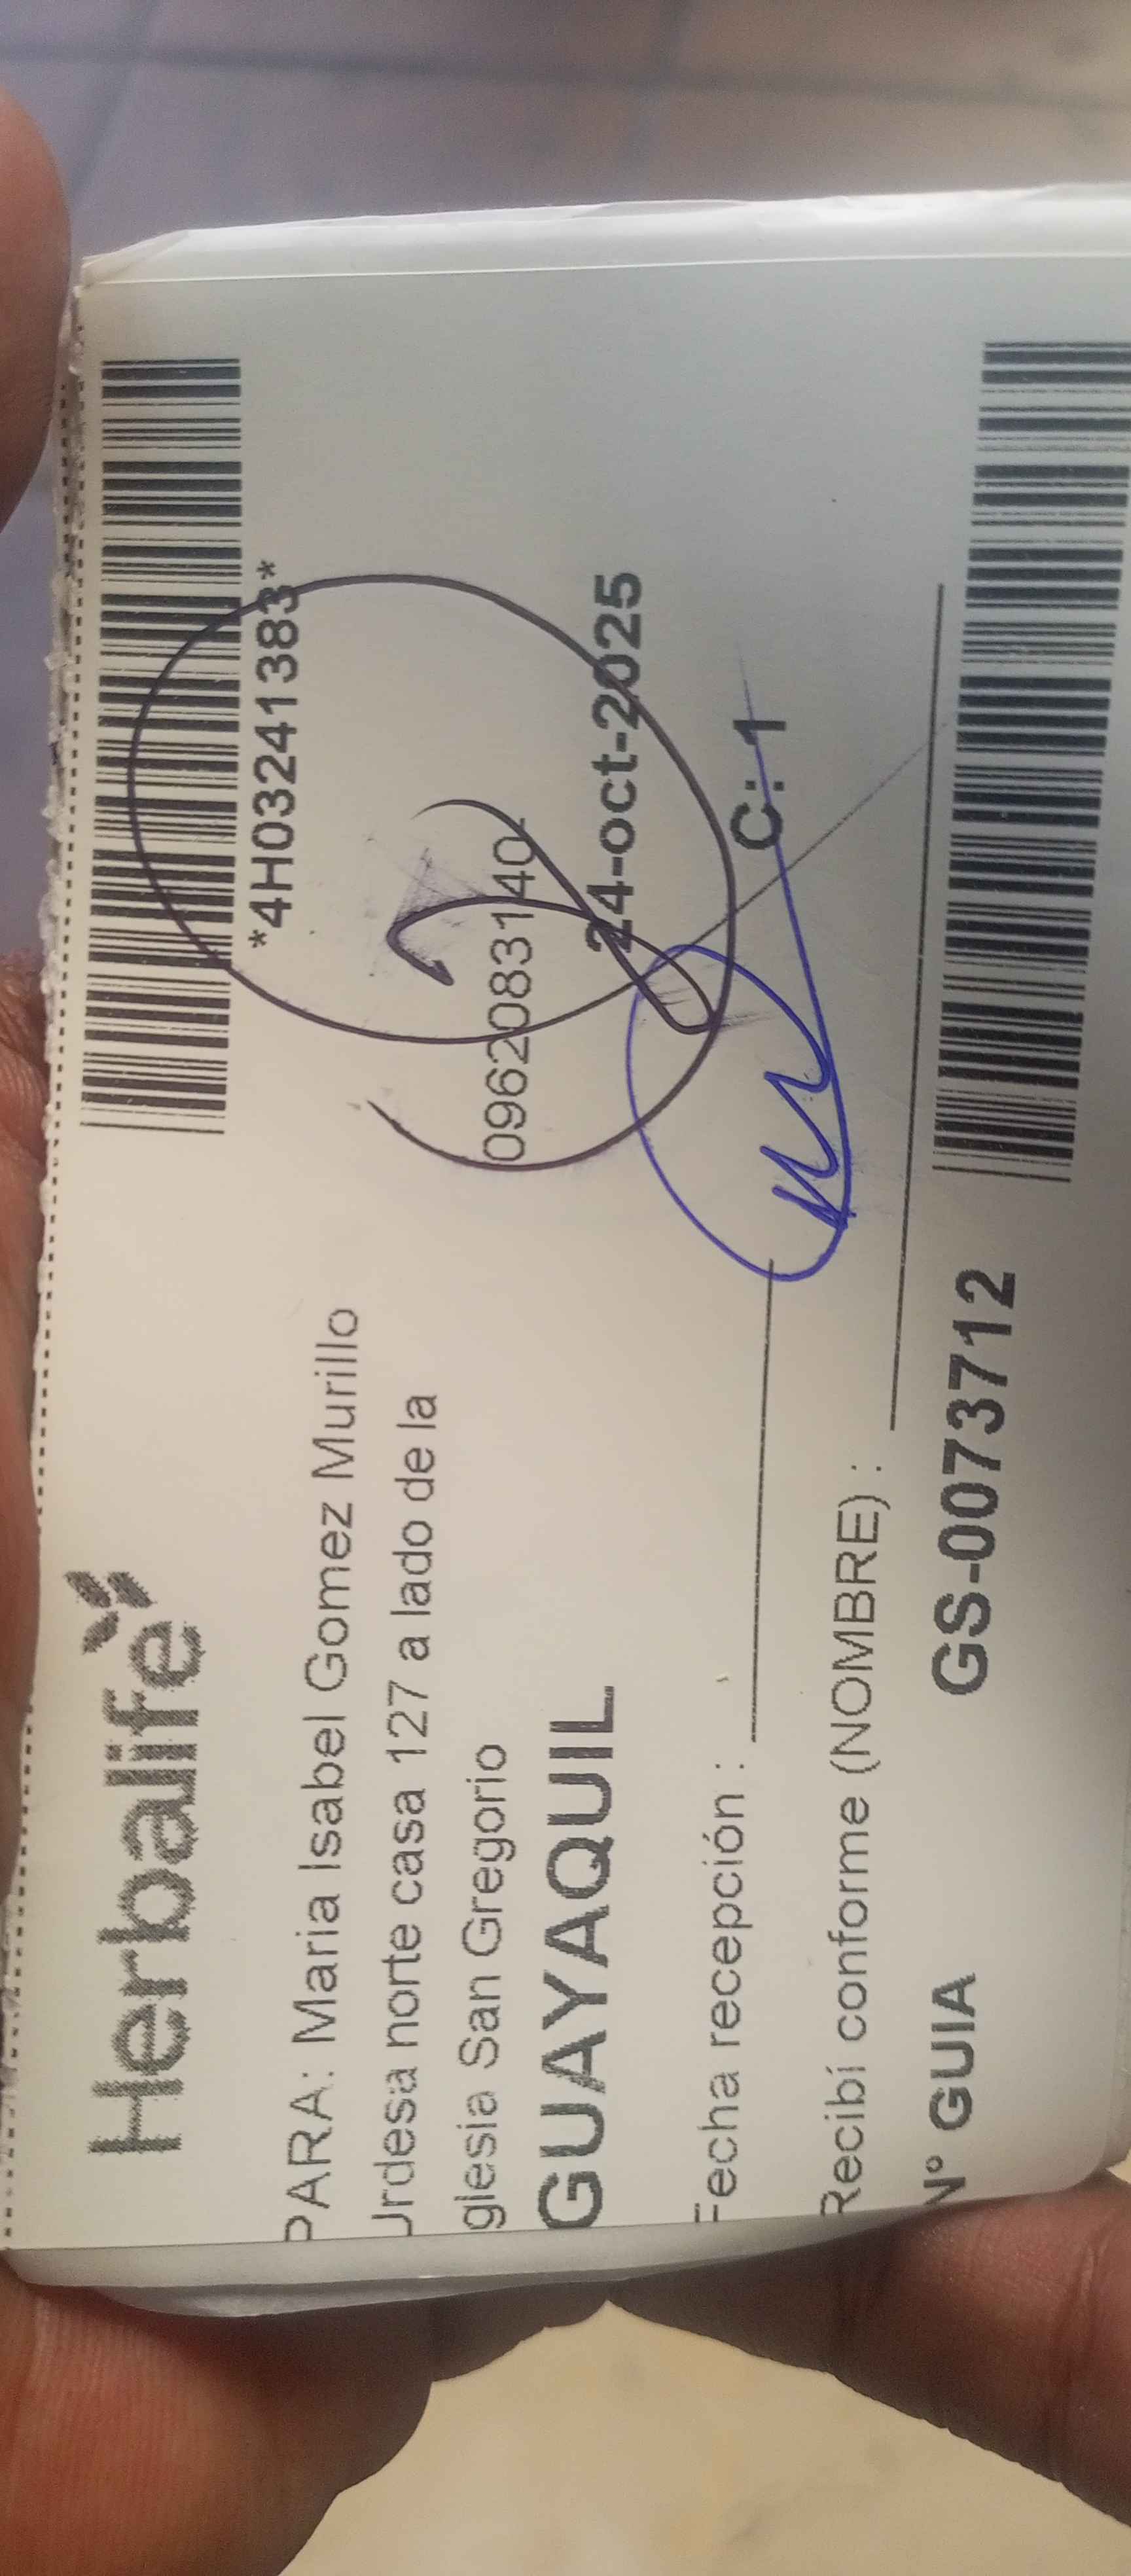 Herbalife
*4H03241383*
PARA: Maria Isabel Gomez Murillo
Urdesa norte casa 127 a lado de la
iglesia San Gregorio
0962083140
GUAYAQUIL
24-oct-2025
Fecha recepción :
C: 1
Recibí conforme (NOMBRE) :
N° GUIA GS-0073712